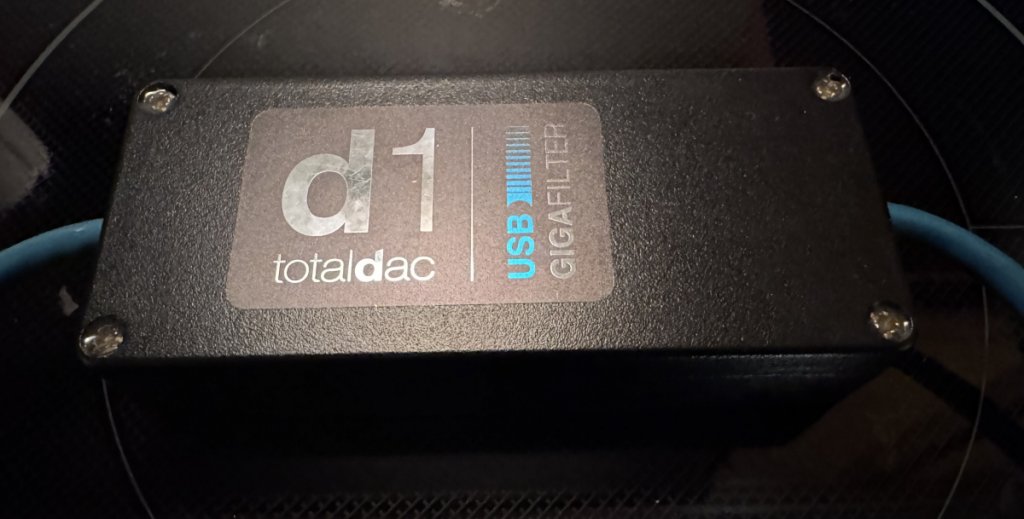 d1
totaldac
USB
GIGAFILTER